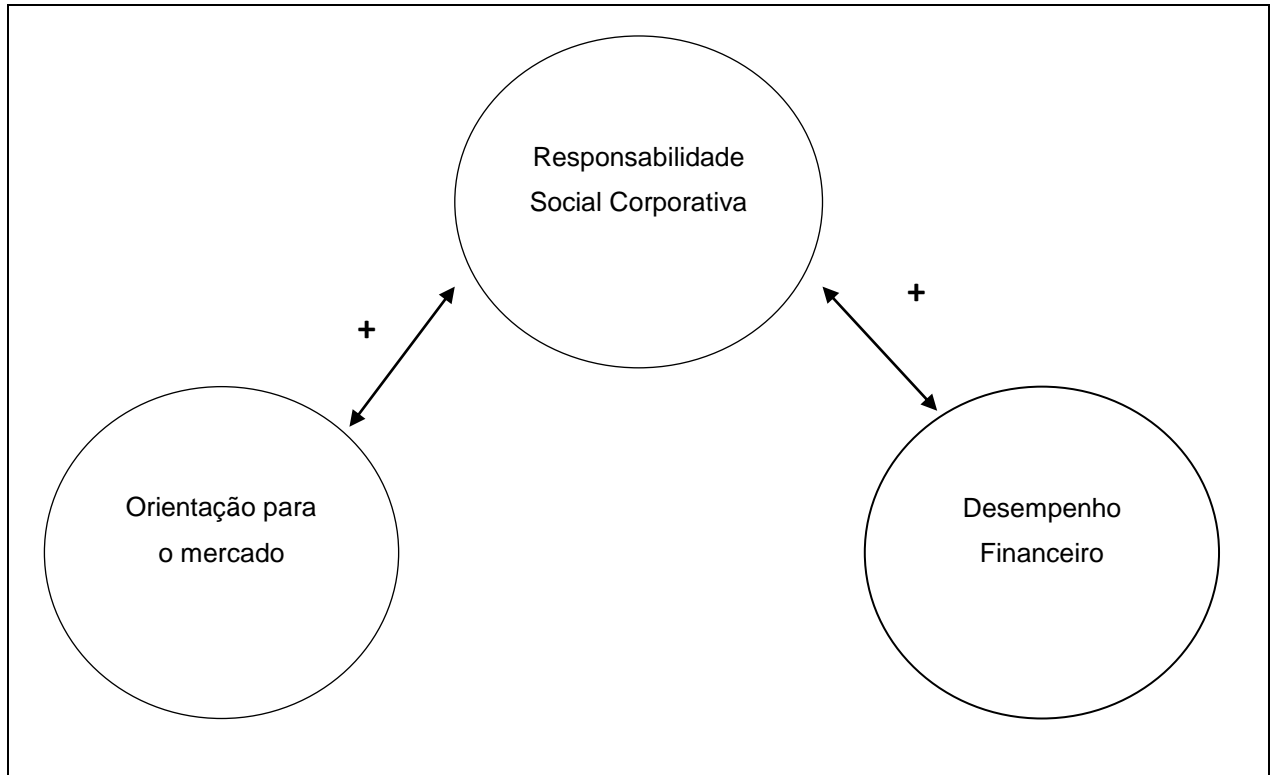 Responsabilidade
Social Corporativa
+
+
Orientação para
o mercado
Desempenho
Financeiro